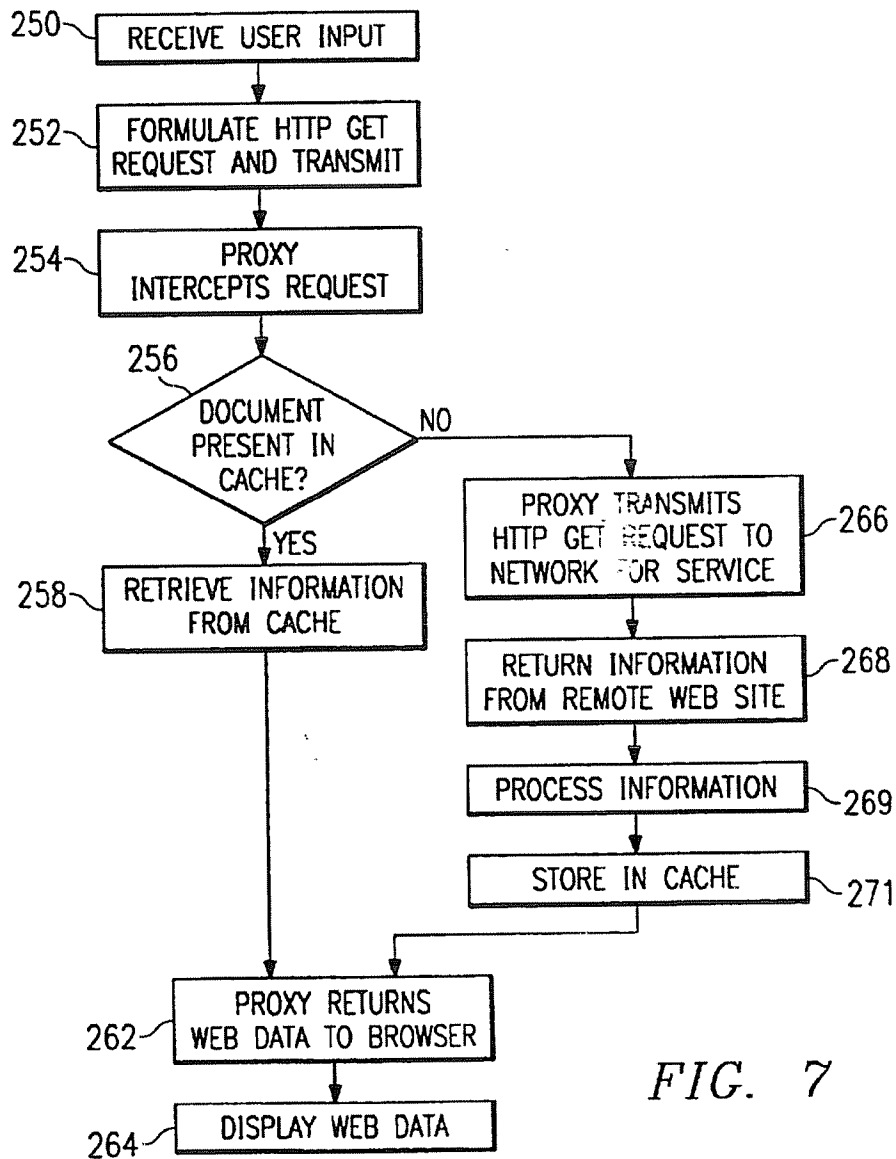 250
RECEIVE USER INPUT
252
FORMULATE HTTP GET
REQUEST AND TRANSMIT
254
PROXY
INTERCEPTS REQUEST
256
DOCUMENT
PRESENT IN
CACHE?
NO
YES
258
RETRIEVE INFORMATION
FROM CACHE
PROXY TRANSMITS
HTTP GET REQUEST TO
NETWORK FOR SERVICE
266
RETURN INFORMATION
FROM REMOTE WEB SITE
268
PROCESS INFORMATION
269
STORE IN CACHE
271
262
PROXY RETURNS
WEB DATA TO BROWSER
264
DISPLAY WEB DATA
FIG. 7